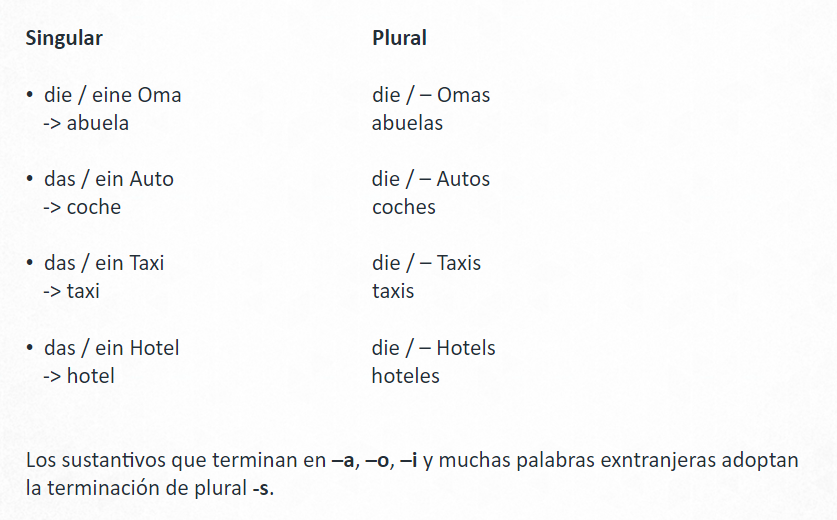 Singular Plural
• die / eine Oma die / – Omas
-> abuela abuelas
• das / ein Auto die / – Autos
-> coche coches
• das / ein Taxi die / – Taxis
-> taxi taxis
• das / ein Hotel die / – Hotels
-> hotel hoteles
Los sustantivos que terminan en –a, –o, –i y muchas palabras exntranjeras adoptan
la terminación de plural -s.